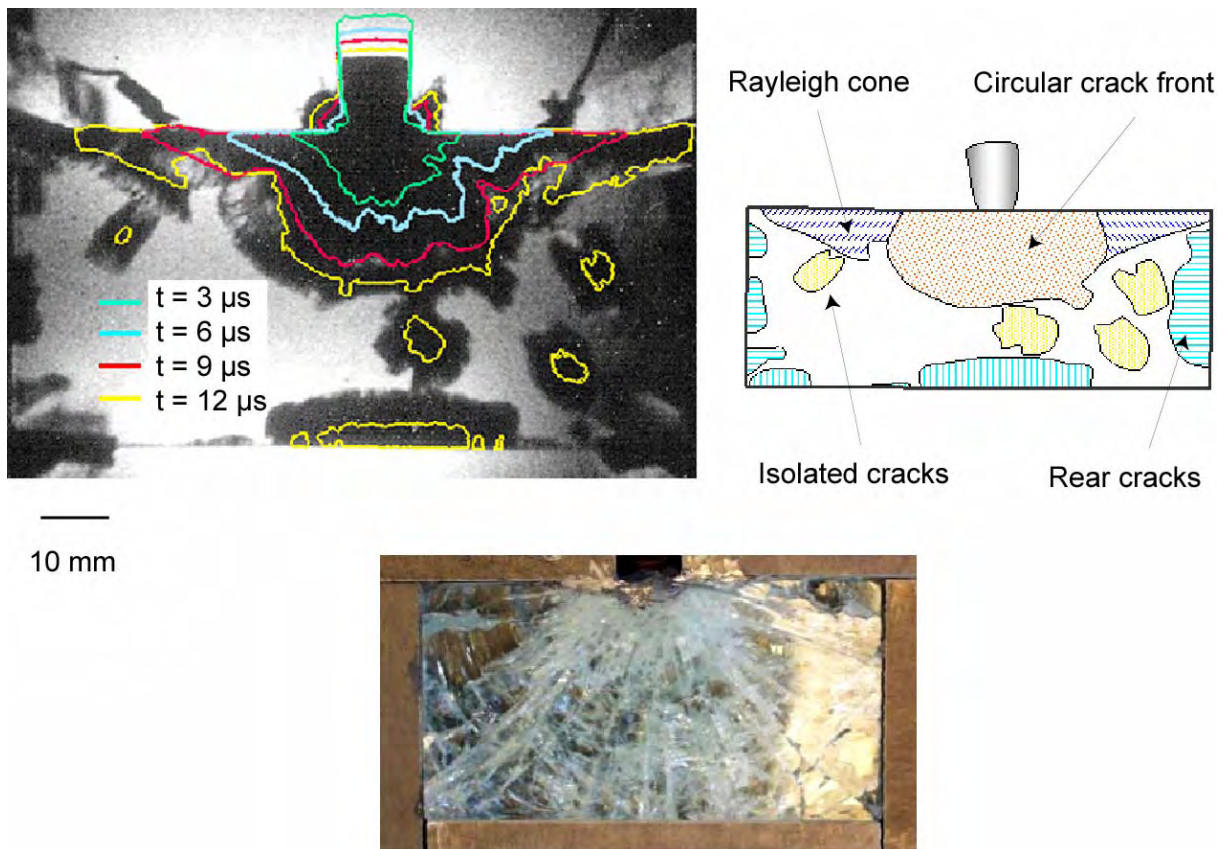 Rayleigh cone
Circular crack front
t = 3 µs
t = 6 µs
t = 9 µs
t = 12 µs
Isolated cracks
Rear cracks
10 mm